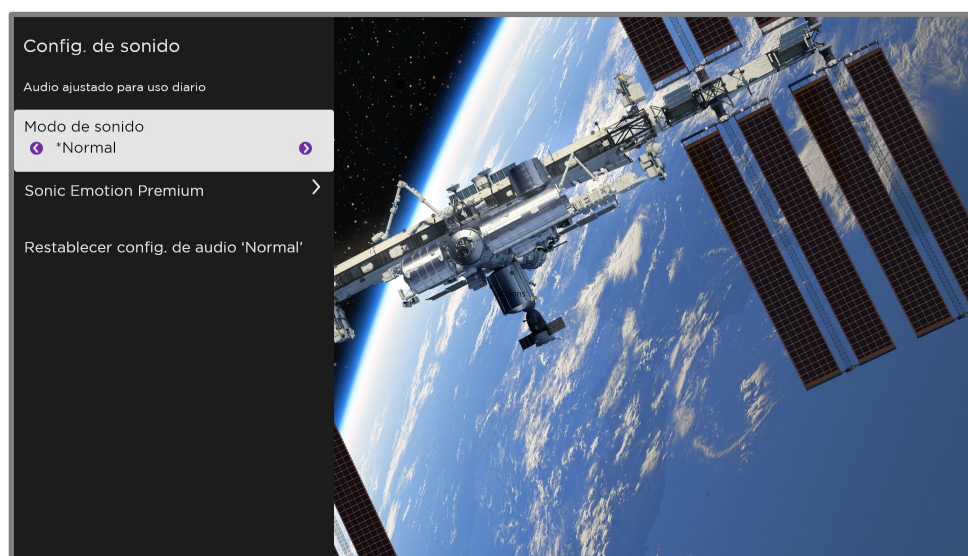 Config. de sonido
Audio ajustado para uso diario
Modo de sonido
*Normal
Sonic Emotion Premium
Restablecer config. de audio ‘Normal’